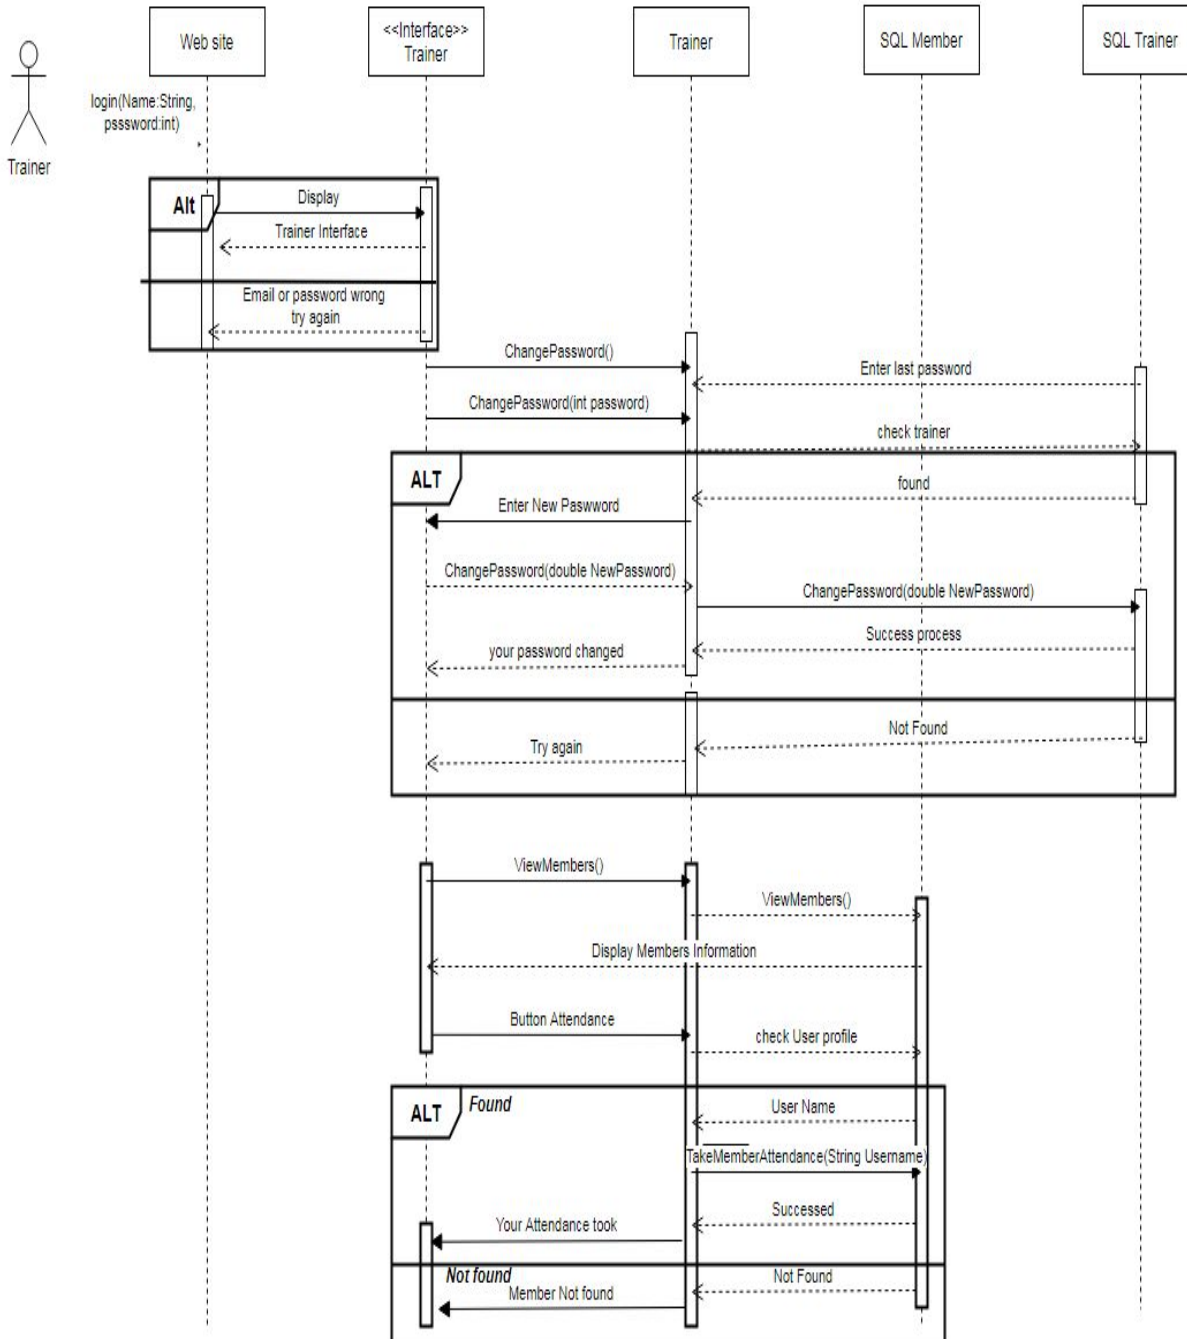 Web site
<<Interface>>
Trainer
Trainer
SQL Member
SQL Trainer
Trainer
login(Name:String,
psssword:int)
Alt
Display
Trainer Interface
Email or password wrong
try again
ChangePassword()
Enter last password
ChangePassword(int password)
check trainer
ALT
found
Enter New Paswword
ChangePassword(double NewPassword)
ChangePassword(double NewPassword)
Success process
your password changed
Not Found
Try again
ViewMembers()
ViewMembers()
Display Members Information
Button Attendance
check User profile
ALT
Found
User Name
TakeMemberAttendance(String Username)
Successed
Your Attendance took
Not found
Not Found
Member Not found